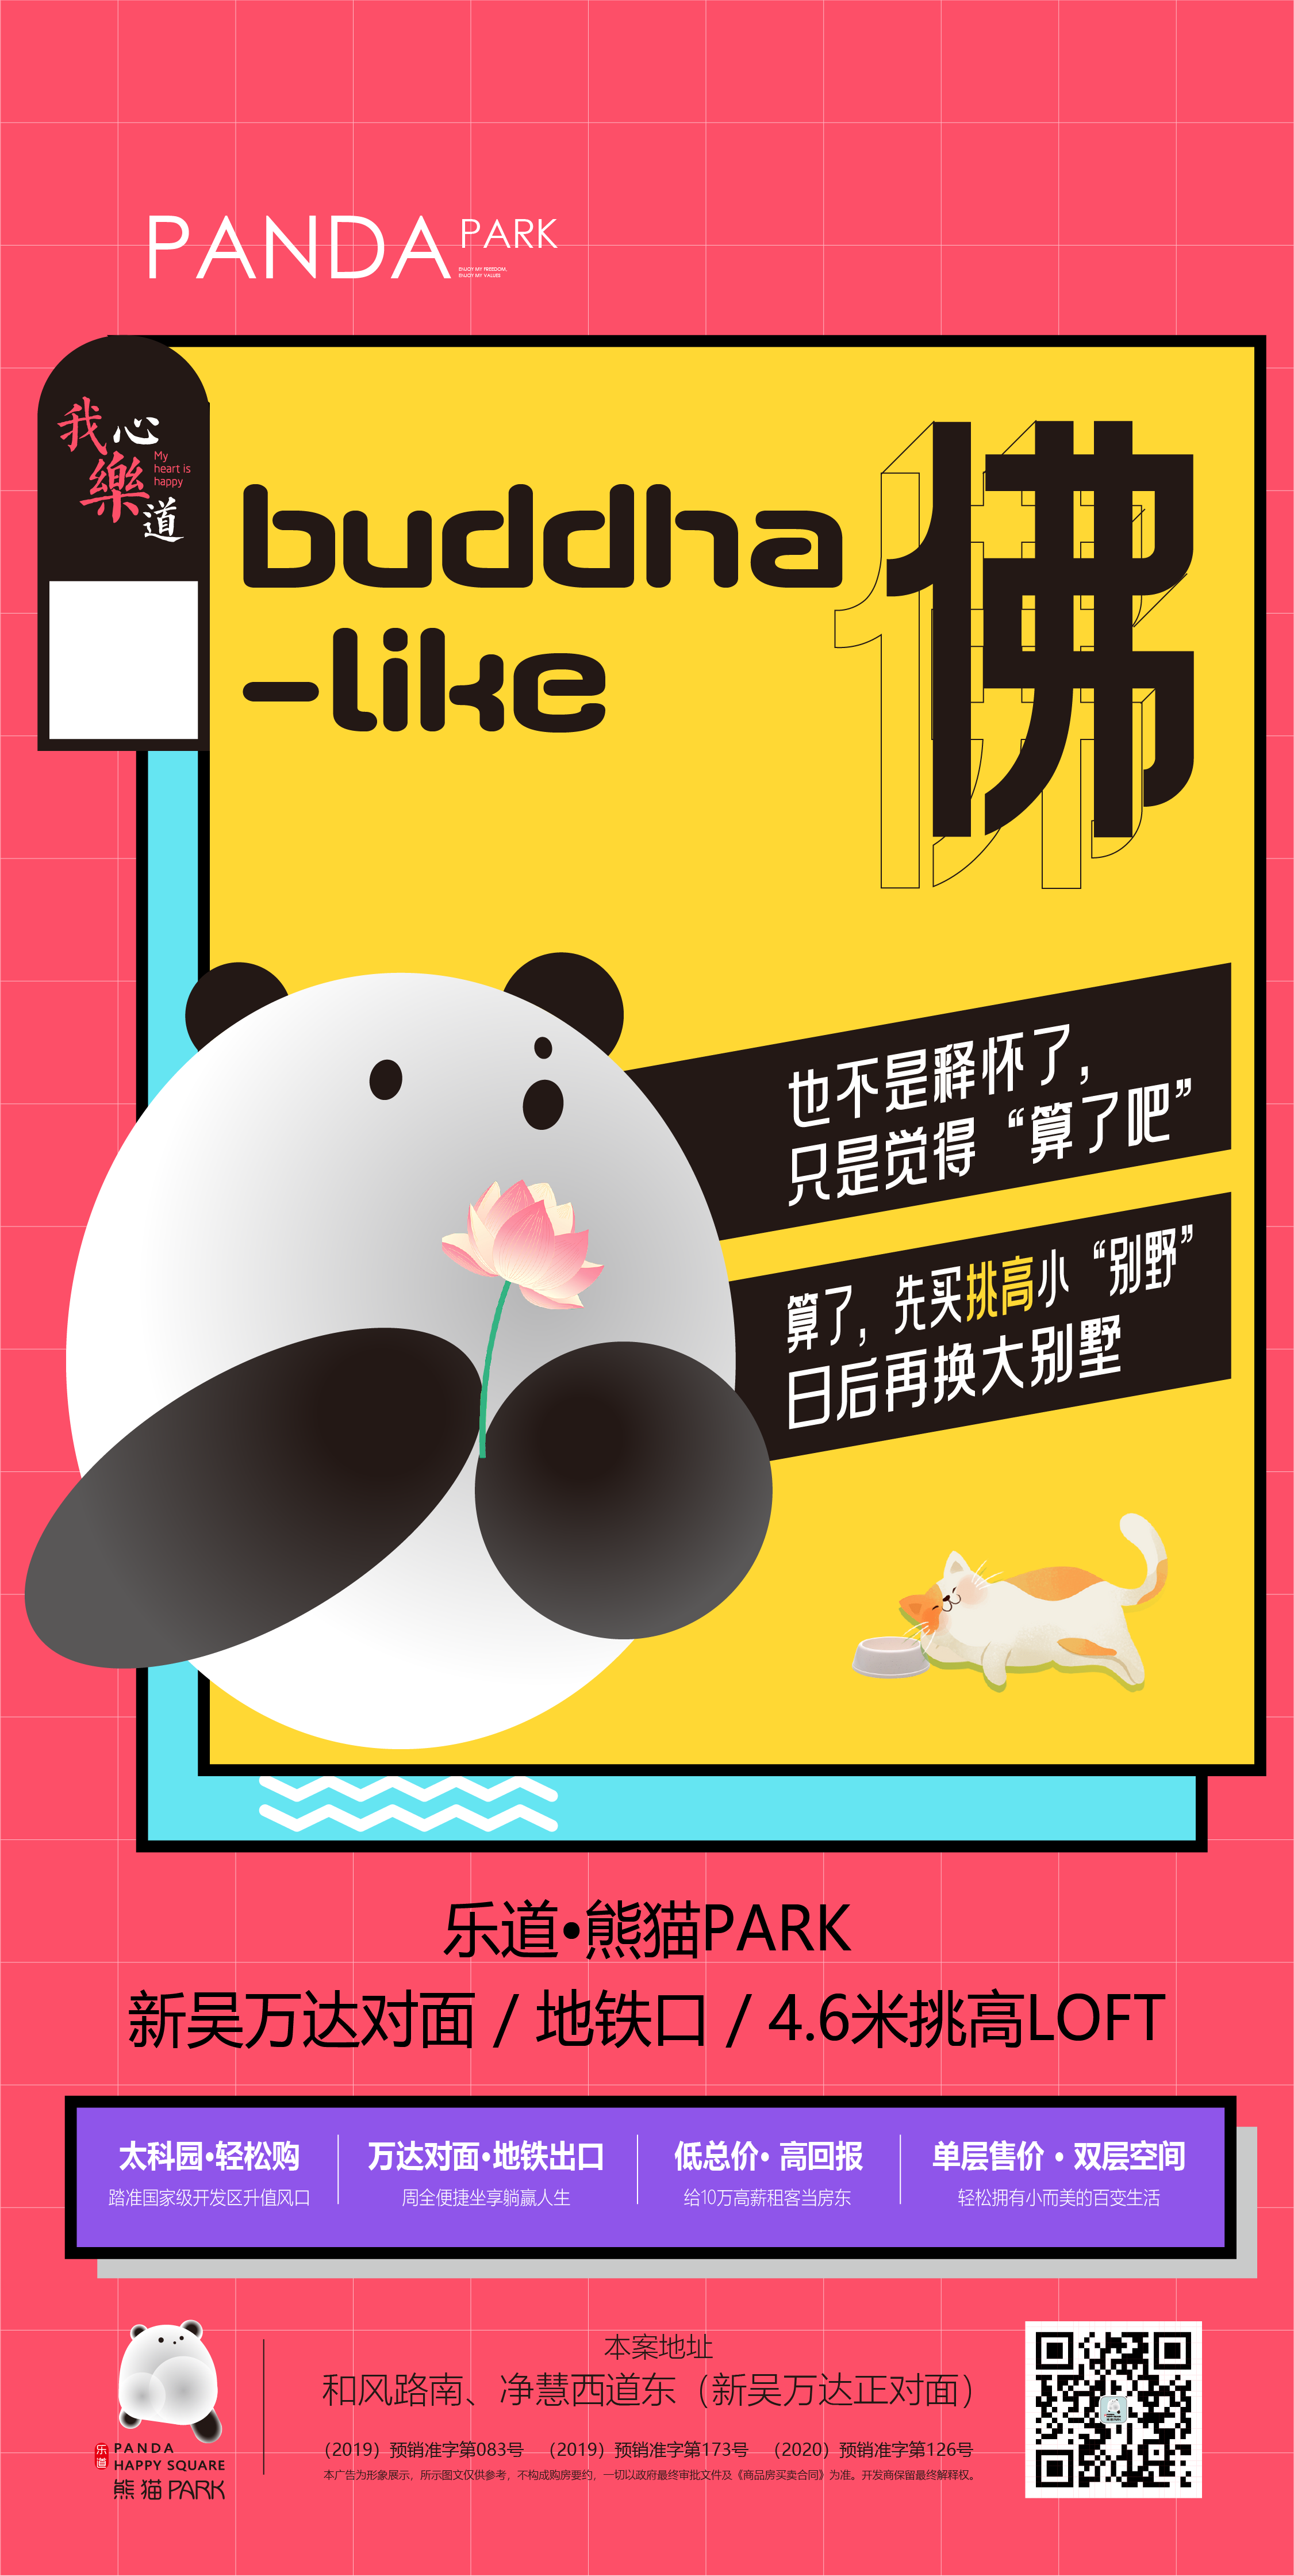 PANDA PARK
ENJOY MY FREEDOM,
ENJOY MY VALUES
我心
樂
道
My
heart is
happy
buddha
-like
佛
也不是释怀了，
只是觉得“算了吧”
算了，先买挑高小“别野”
日后再换大别墅
乐道•熊猫PARK
新吴万达对面 / 地铁口 / 4.6米挑高LOFT
太科园•轻松购
踏准国家级开发区升值风口
万达对面•地铁出口
周全便捷坐享躺赢人生
低总价• 高回报
给10万高薪租客当房东
单层售价 • 双层空间
轻松拥有小而美的百变生活
乐道
PANDA
HAPPY SQUARE
熊猫PARK
本案地址
和风路南、净慧西道东（新吴万达正对面）
（2019）预销准字第083号 （2019）预销准字第173号 （2020）预销准字第126号
本广告为形象展示，所示图文仅供参考，不构成购房要约，一切以政府最终审批文件及《商品房买卖合同》为准。开发商保留最终解释权。